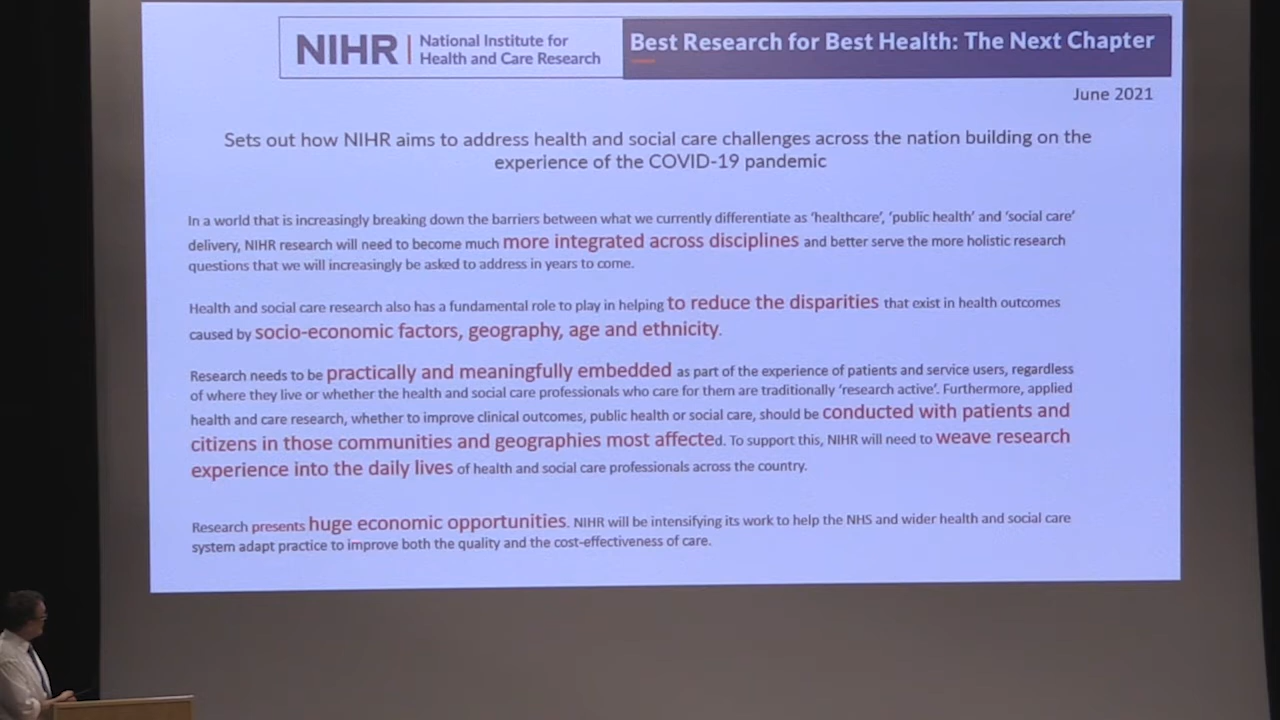 NIHR | National Institute for Health and Care Research
Best Research for Best Health: The Next Chapter
June 2021
Sets out how NIHR aims to address health and social care challenges across the nation building on the
experience of the COVID-19 pandemic
In a world that is increasingly breaking down the barriers between what we currently differentiate as 'healthcare', 'public health' and 'social care'
delivery, NIHR research will need to become much more integrated across disciplines and better serve the more holistic research
questions that we will increasingly be asked to address in years to come.
Health and social care research also has a fundamental role to play in helping to reduce the disparities that exist in health outcomes
caused by socio-economic factors, geography, age and ethnicity.
Research needs to be practically and meaningfully embedded as part of the experience of patients and service users, regardless
of where they live or whether the health and social care professionals who care for them are traditionally 'research active'. Furthermore, applied
health and care research, whether to improve clinical outcomes, public health or social care, should be conducted with patients and
citizens in those communities and geographies most affected. To support this, NIHR will need to weave research
experience into the daily lives of health and social care professionals across the country.
Research presents huge economic opportunities. NIHR will be intensifying its work to help the NHS and wider health and social care
system adapt practice to improve both the quality and the cost-effectiveness of care.